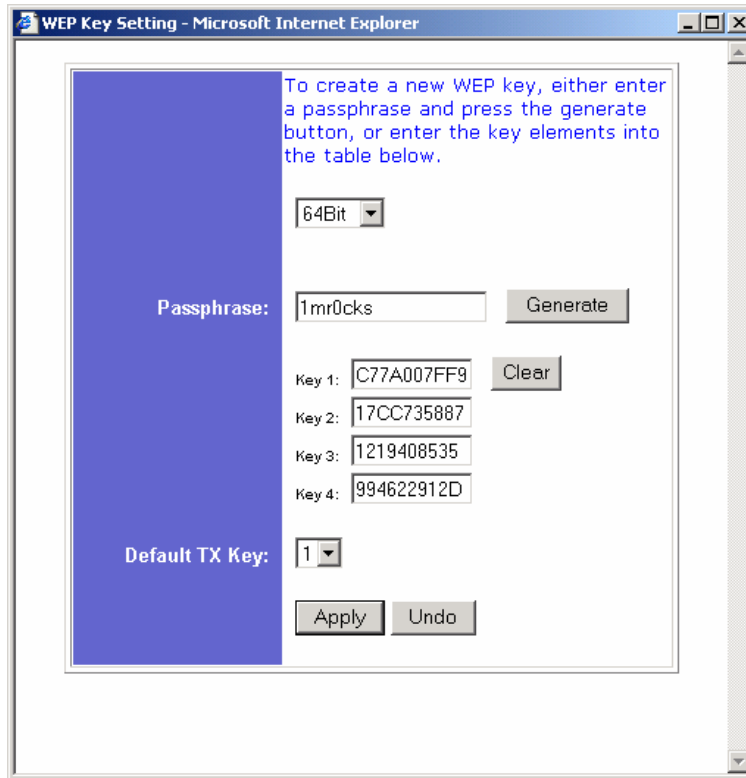 WEP Key Setting - Microsoft Internet Explorer
To create a new WEP key, either enter
a passphrase and press the generate
button, or enter the key elements into
the table below.
64Bit
Passphrase: 1mr0cks Generate
Key 1: C77A007FF9 Clear
Key 2: 17CC735887
Key 3: 1219408535
Key 4: 994622912D
Default TX Key: 1
Apply Undo